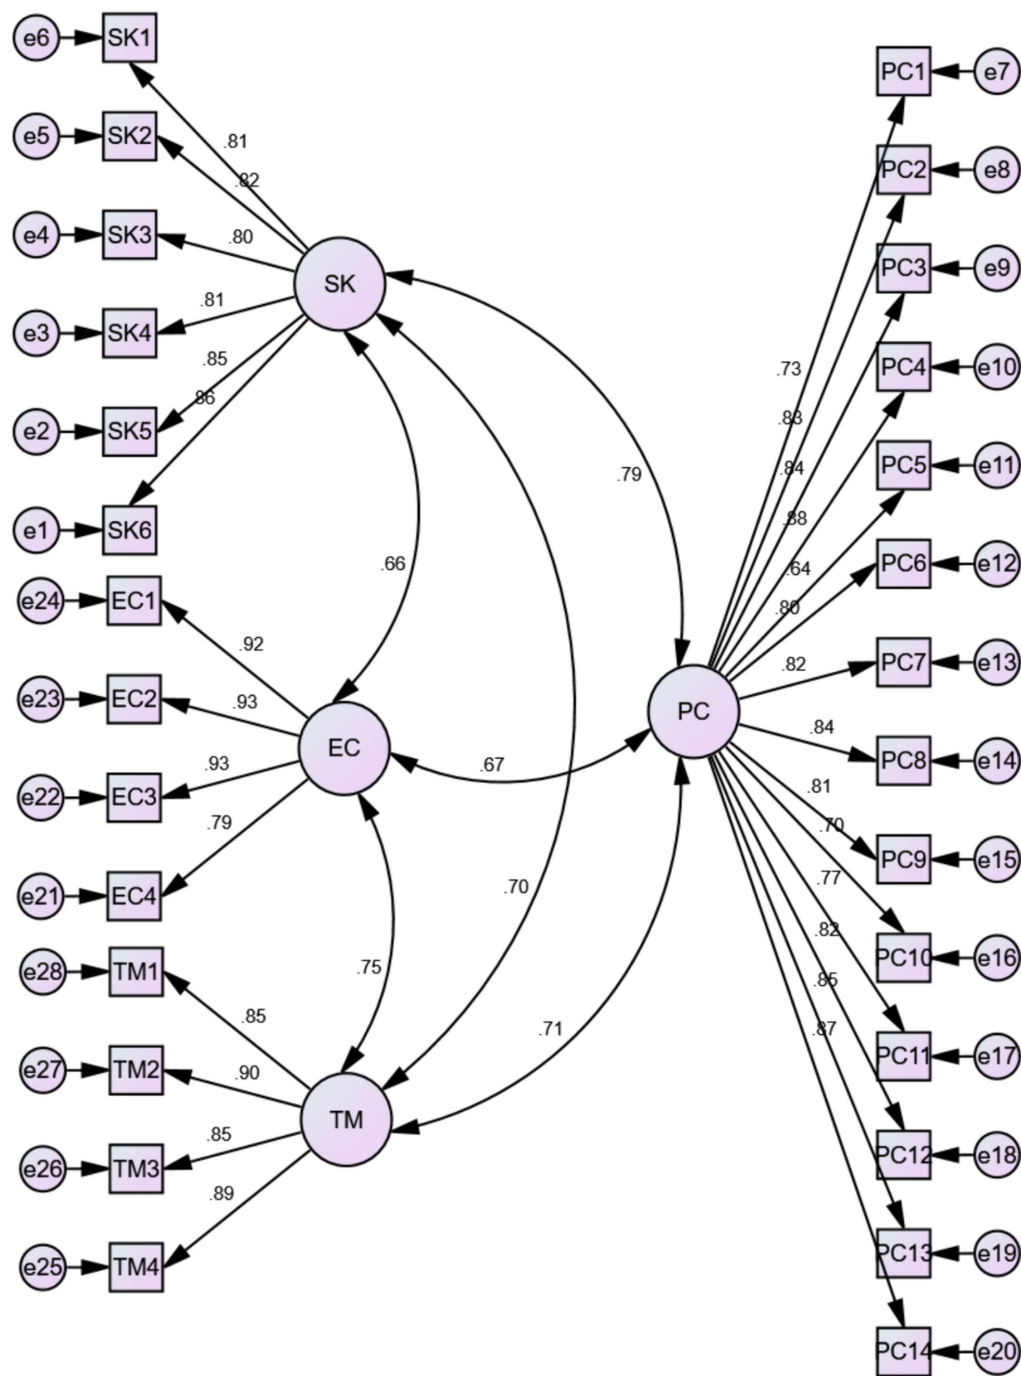 e6 SK1
e5 SK2
e4 SK3
e3 SK4
e2 SK5
e1 SK6
.81
.82
.80
.81
.85
.86
SK
e24 EC1
e23 EC2
e22 EC3
e21 EC4
.92
.93
.93
.79
EC
e28 TM1
e27 TM2
e26 TM3
e25 TM4
.85
.90
.85
.89
TM
.79
.66
.67
.70
.75
.71
PC
.73
.83
.84
.88
.64
.80
.82
.84
.81
.70
.77
.82
.85
.87
PC1 e7
PC2 e8
PC3 e9
PC4 e10
PC5 e11
PC6 e12
PC7 e13
PC8 e14
PC9 e15
PC10 e16
PC11 e17
PC12 e18
PC13 e19
PC14 e20